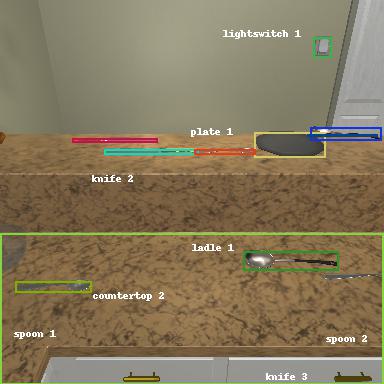 lightswitch 1
plate 1
knife 2
ladle 1
countertop 2
spoon 1
spoon 2
knife 3